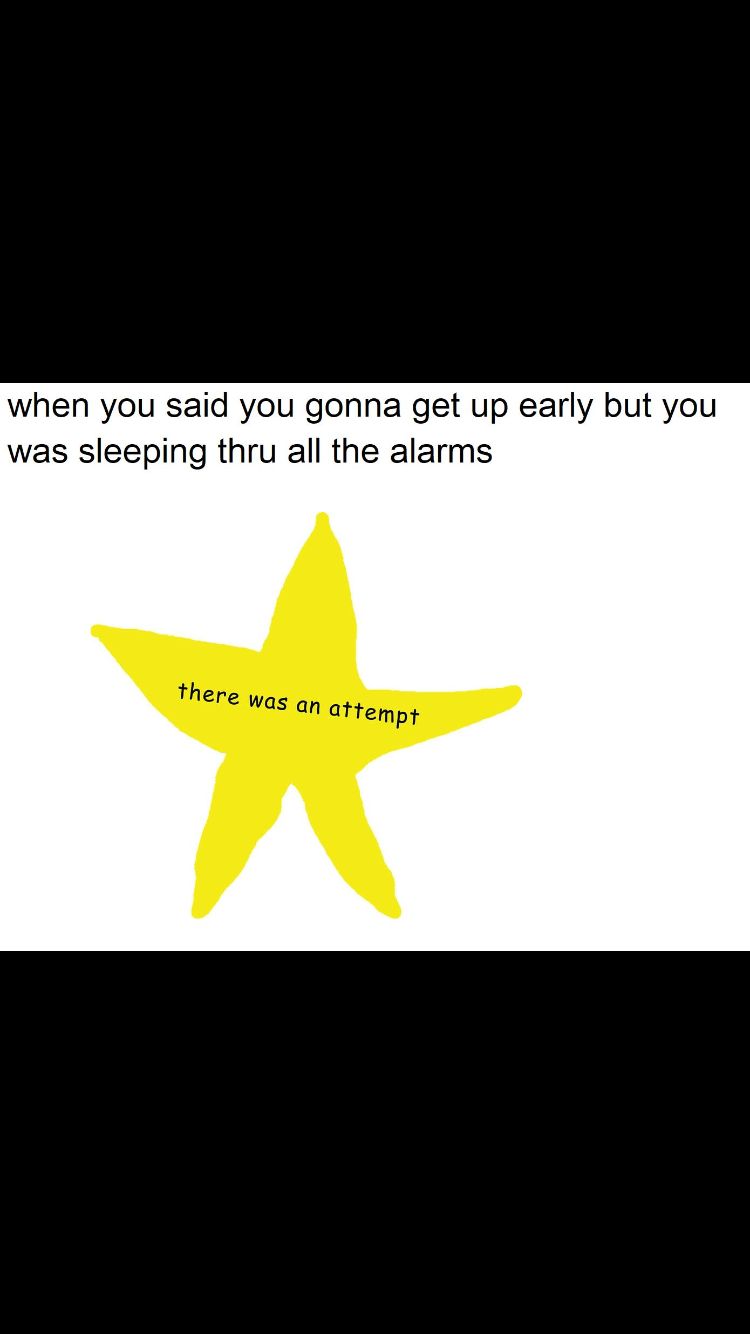 when you said you gonna get up early but you
was sleeping thru all the alarms
there was an attempt